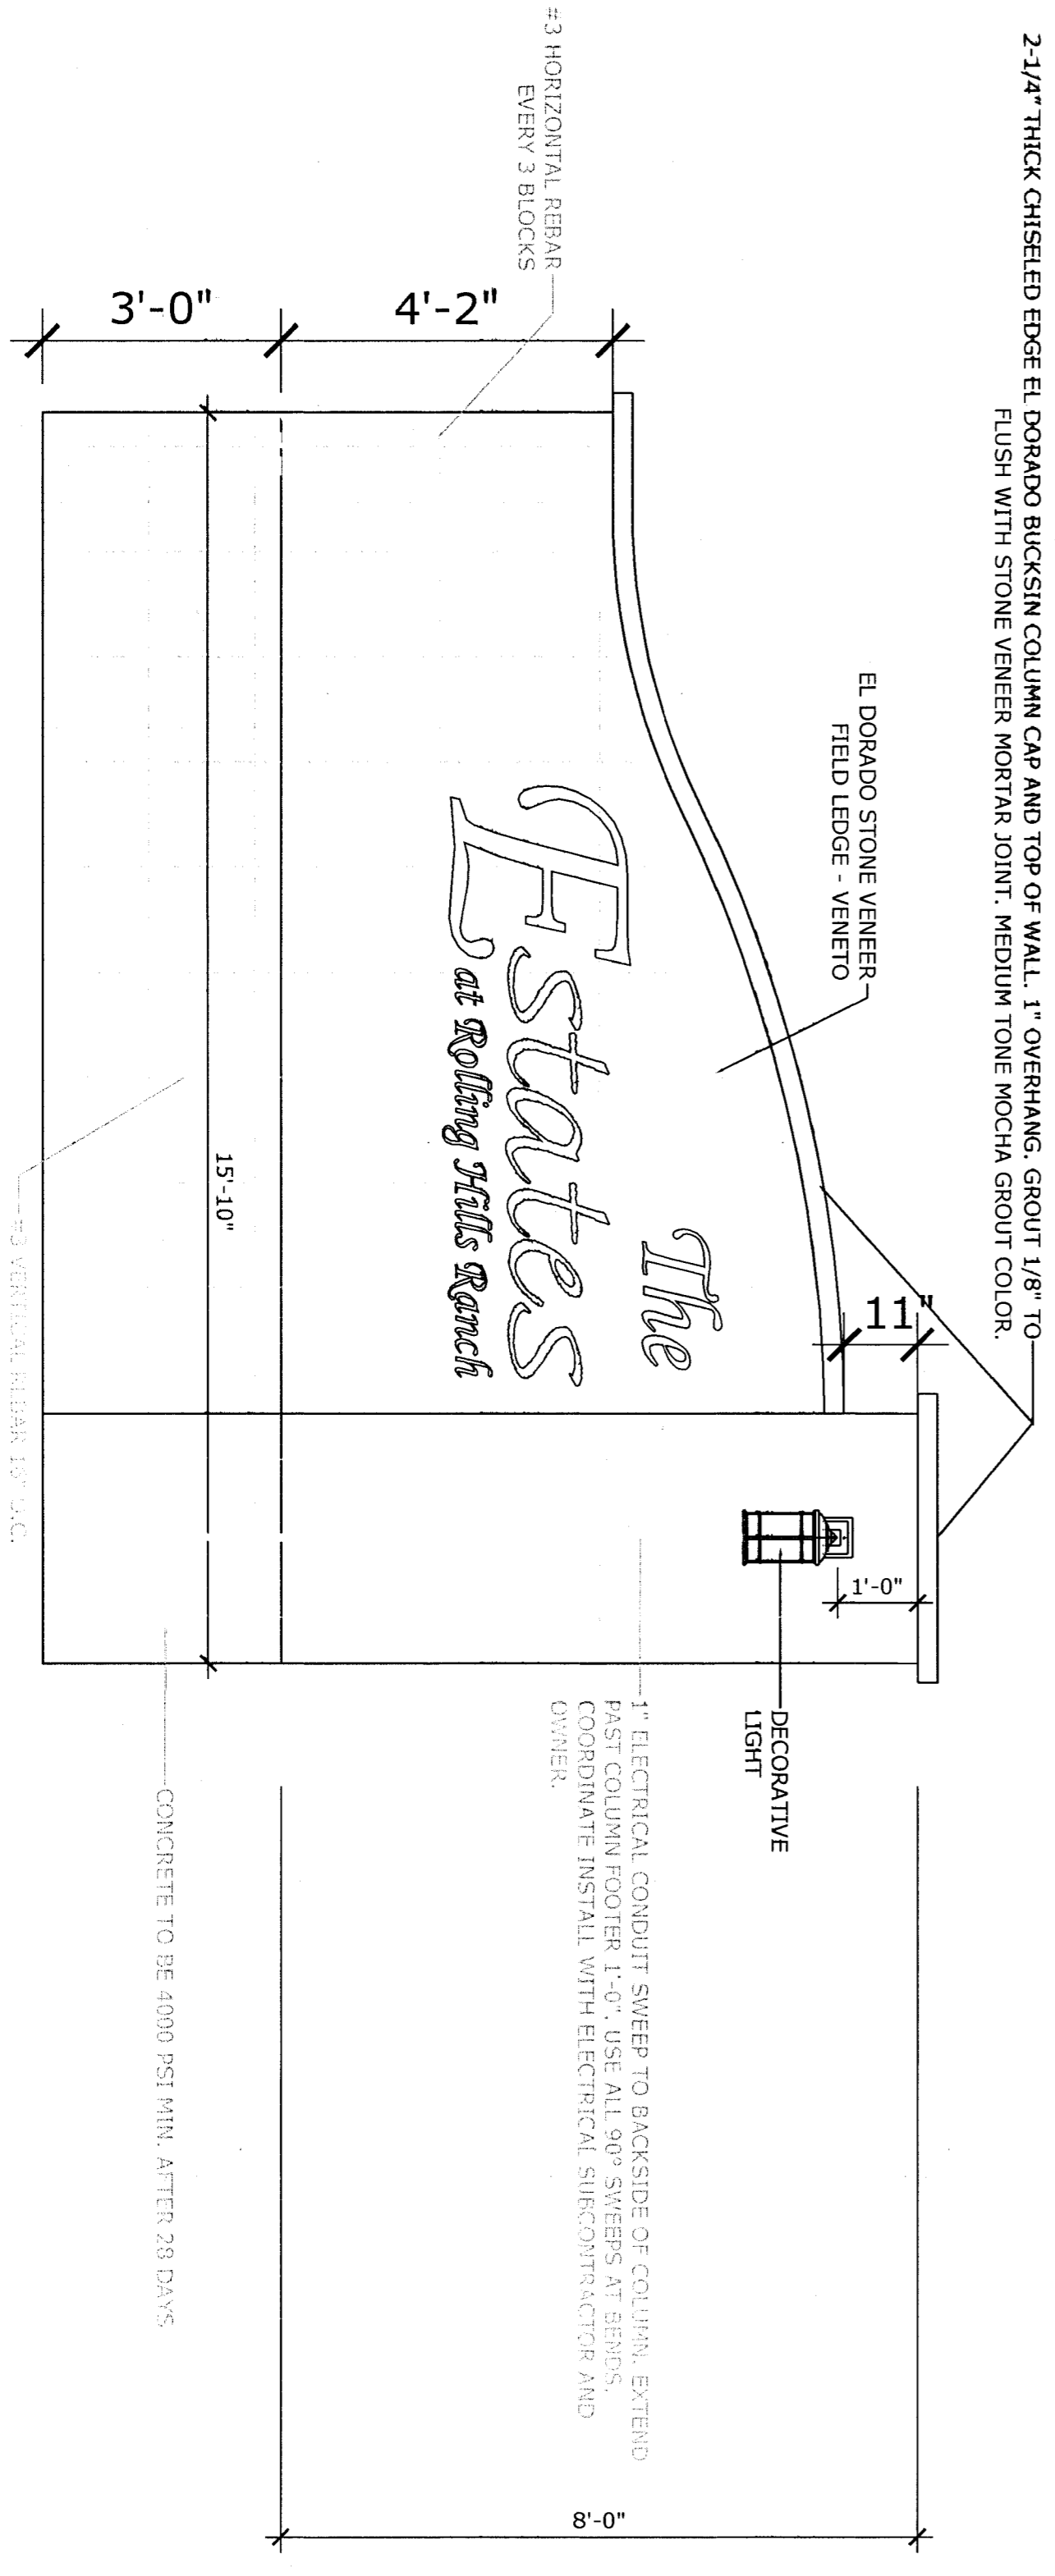 2-1/4" THICK CHISELED EDGE EL DORADO BUCKSIN COLUMN CAP AND TOP OF WALL. 1" OVERHANG. GROUT 1/8" TO
FLUSH WITH STONE VENEER MORTAR JOINT. MEDIUM TONE MOCHA GROUT COLOR.
EL DORADO STONE VENEER
FIELD LEDGE - VENETO
#3 HORIZONTAL REBAR
EVERY 3 BLOCKS
3'-0"
4'-2"
11"
1'-0"
The
Estates
at Rolling Hills Ranch
15'-10"
DECORATIVE
LIGHT
1" ELECTRICAL CONDUIT SWEEP TO BACKSIDE OF COLUMN. EXTEND
PAST COLUMN FOOTER 1'-0". USE ALL 90° SWEEPS AT BENDS.
COORDINATE INSTALL WITH ELECTRICAL SUBCONTRACTOR AND
OWNER.
CONCRETE TO BE 4000 PSI MIN. AFTER 28 DAYS
#3 VERTICAL REBAR 16" O.C.
8'-0"